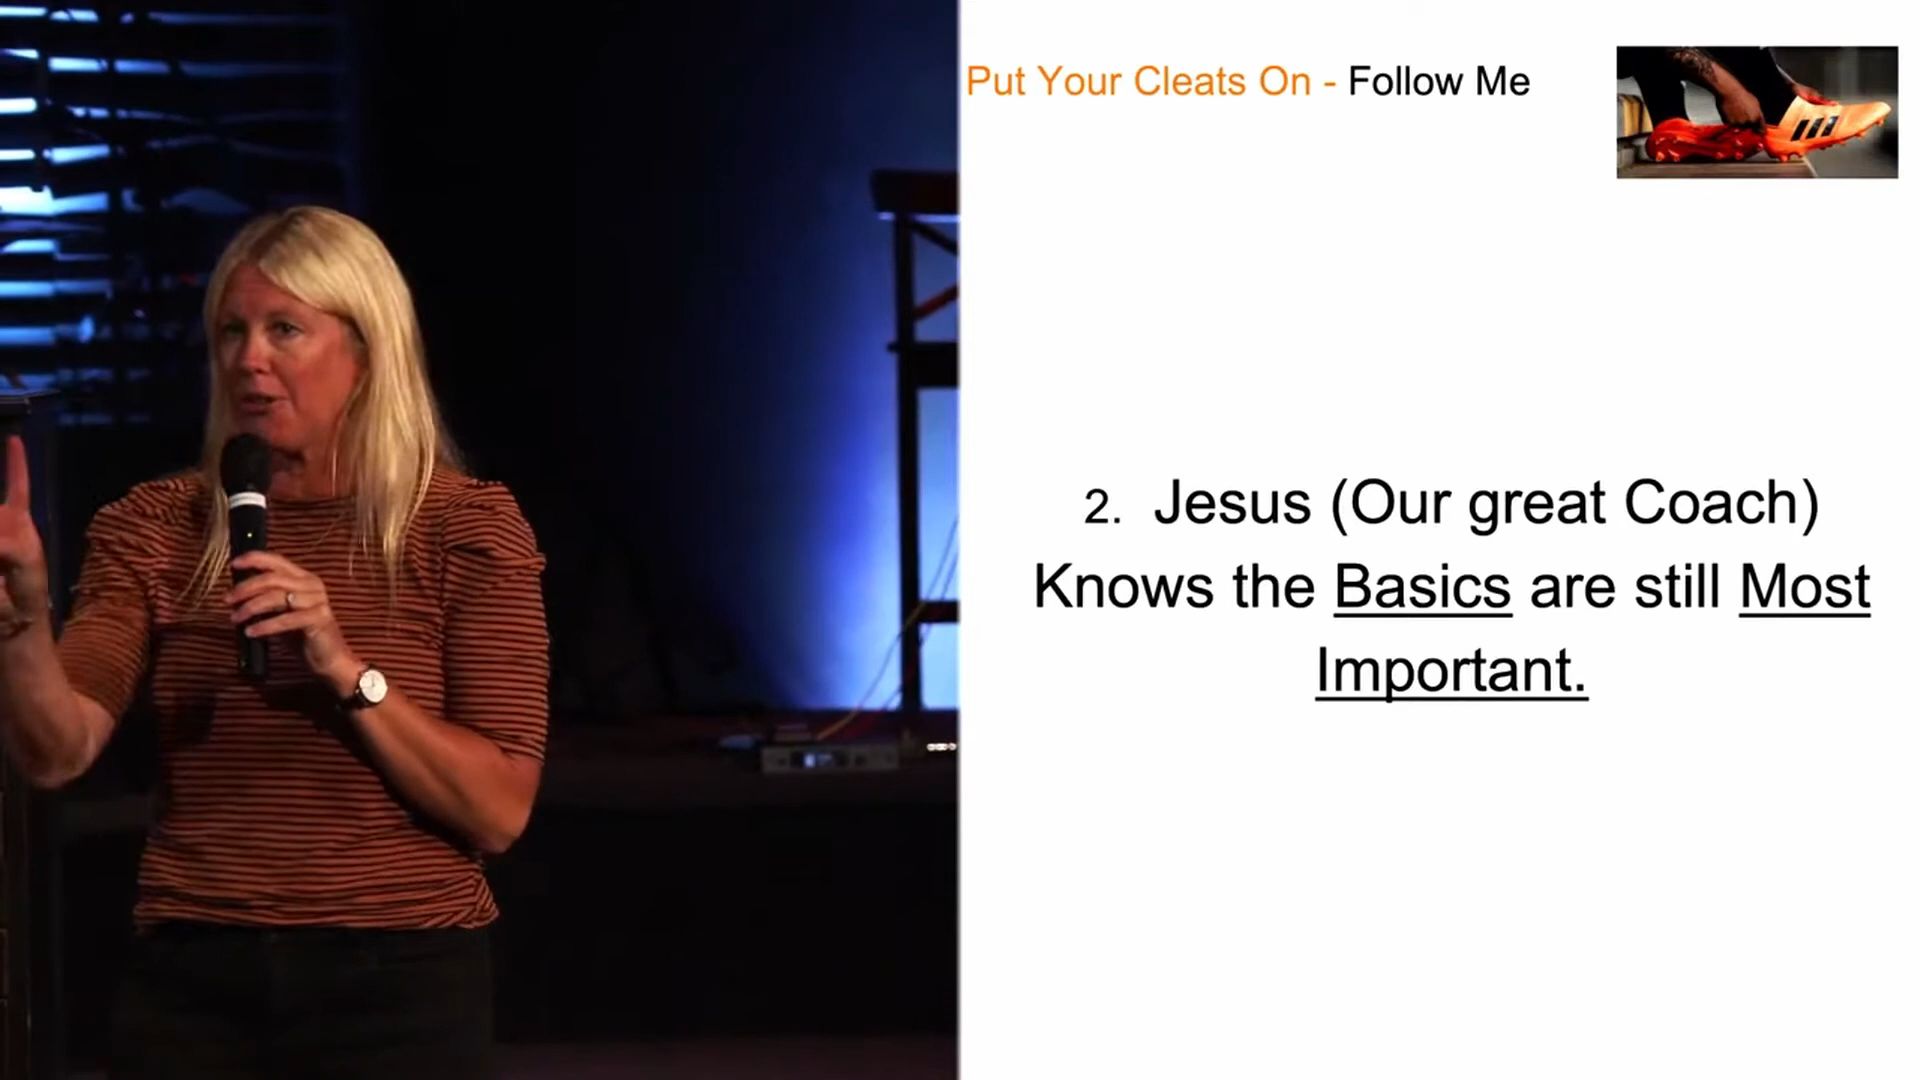 Put Your Cleats On - Follow Me
2. Jesus (Our great Coach)
Knows the Basics are still Most
Important.